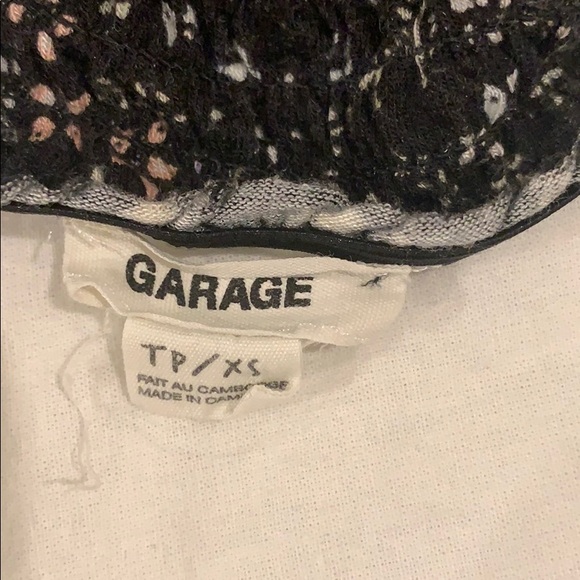 GARAGE
TP/XS
FAIT AU CAMBODGE
MADE IN